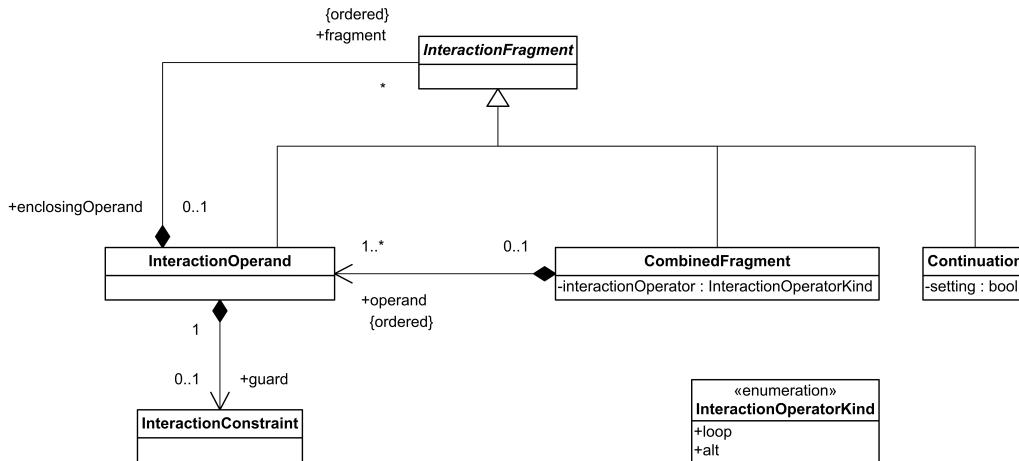 {ordered}
+fragment
InteractionFragment
*
+enclosingOperand
0..1
InteractionOperand
1..*
0..1
CombinedFragment
-interactionOperator : InteractionOperatorKind
Continuation
-setting : bool
+operand
{ordered}
1
0..1
+guard
InteractionConstraint
«enumeration»
InteractionOperatorKind
+loop
+alt